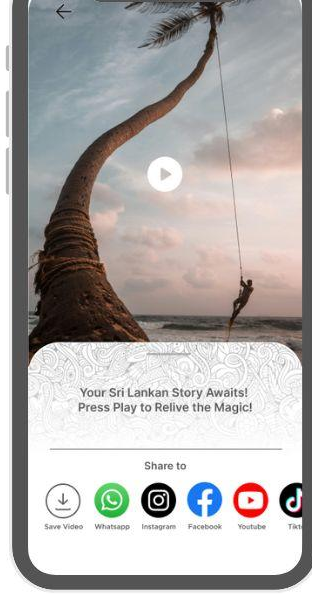 Your Sri Lankan Story Awaits!
Press Play to Relive the Magic!
Share to
Save Video Whatsapp Instagram Facebook Youtube